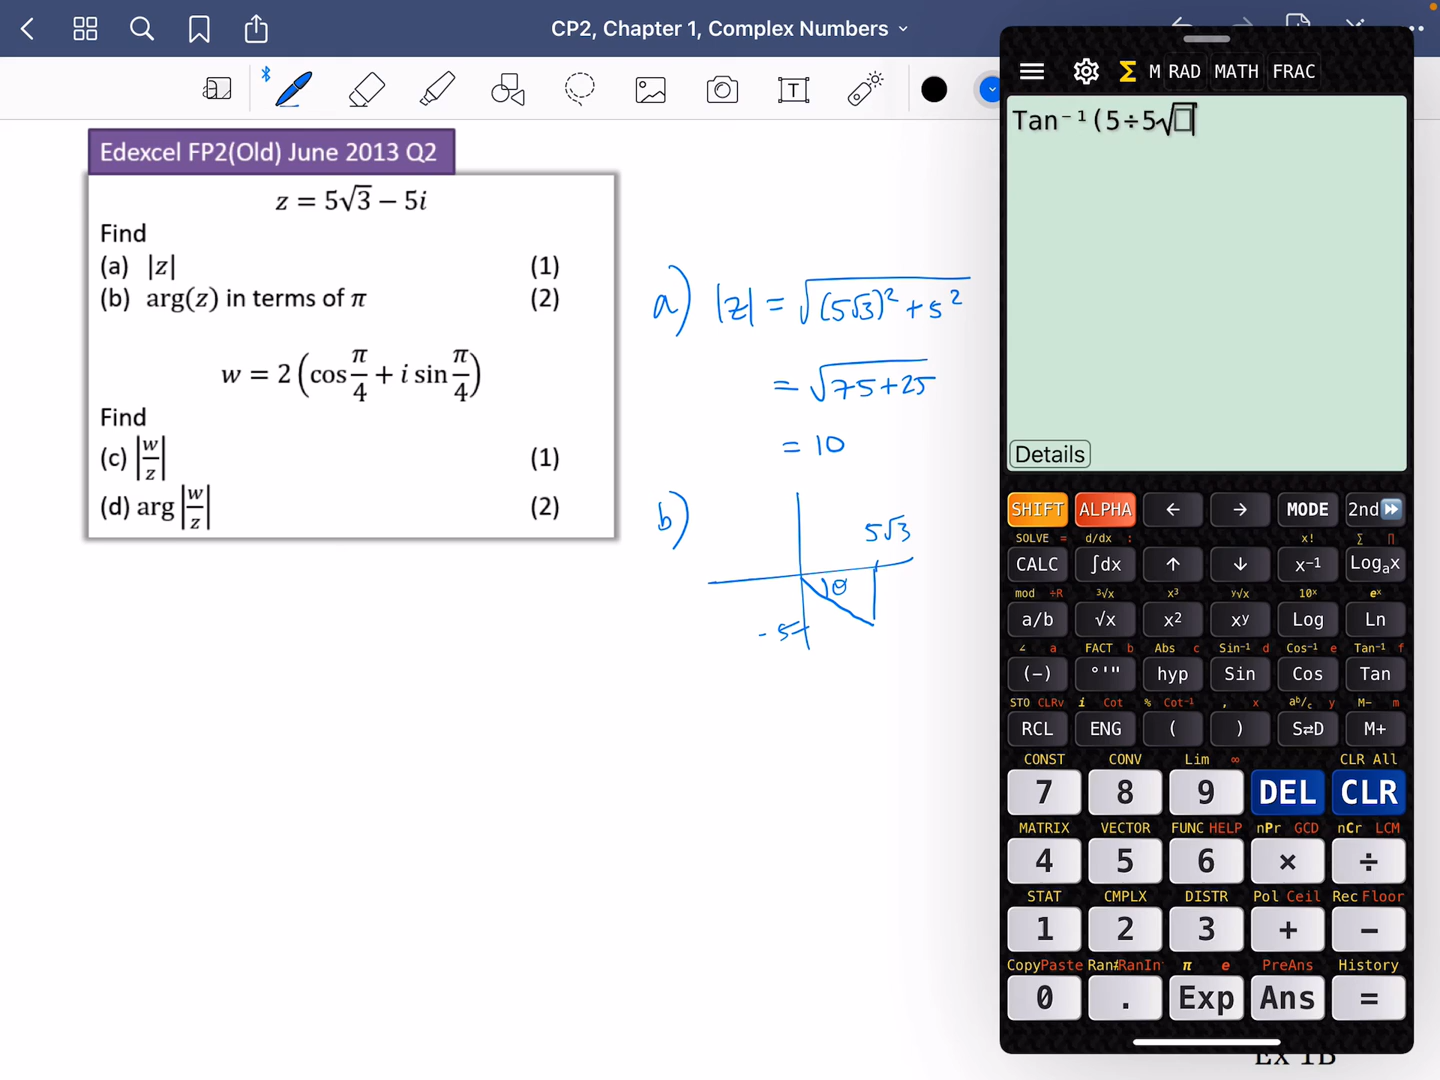 CP2, Chapter 1, Complex Numbers
Edexcel FP2(Old) June 2013 Q2
z = 5√3 − 5i
Find
(a) |z| (1)
(b) arg(z) in terms of π (2)
w = 2 (cos π/4 + i sin π/4)
Find
(c) |w/z| (1)
(d) arg |w/z| (2)
a) |z| = √((5√3)² + 5²)
= √(75+25)
= 10
b)
5√3
θ
-5
M RAD MATH FRAC
Tan⁻¹(5÷5√□
Details
SHIFT ALPHA ← → MODE 2nd
SOLVE = d/dx : x! ∑ ∏
CALC ∫dx ↑ ↓ x⁻¹ Logₐx
mod ÷R ³√x x³ ʸ√x 10ˣ eˣ
a/b √x x² xʸ Log Ln
∠ a FACT b Abs c Sin⁻¹ d Cos⁻¹ e Tan⁻¹ f
(−) °'" hyp Sin Cos Tan
STO CLRv i Cot % Cot⁻¹ , x aᵇ/c y M− m
RCL ENG ( ) S⇄D M+
CONST CONV Lim ∞ CLR All
7 8 9 DEL CLR
MATRIX VECTOR FUNC HELP nPr GCD nCr LCM
4 5 6 × ÷
STAT CMPLX DISTR Pol Ceil Rec Floor
1 2 3 + −
Copy Paste Ran# RanIn π e PreAns History
0 . Exp Ans =
Ex 1B